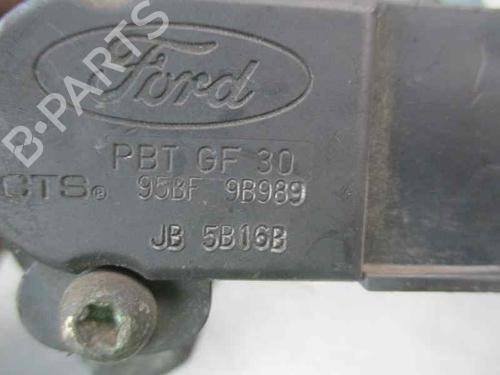 B-PARTS
Ford
PBT GF 30
CTS® 95BF 9B989
JB 5B16B